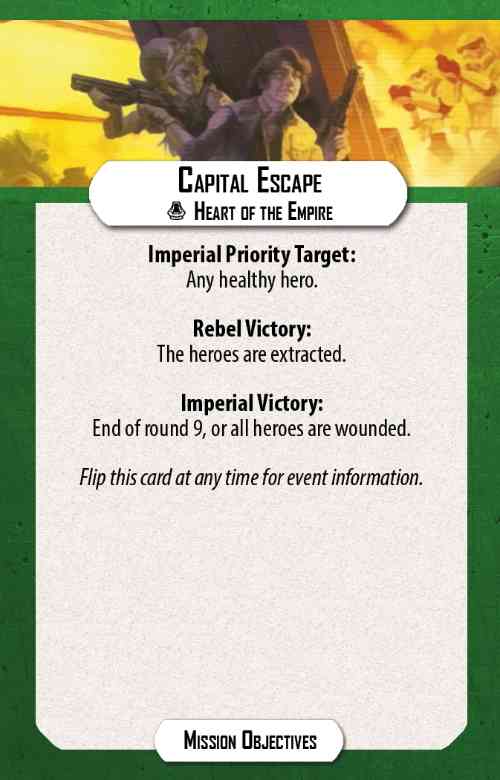 Capital Escape
Heart of the Empire
Imperial Priority Target:
Any healthy hero.
Rebel Victory:
The heroes are extracted.
Imperial Victory:
End of round 9, or all heroes are wounded.
Flip this card at any time for event information.
Mission Objectives